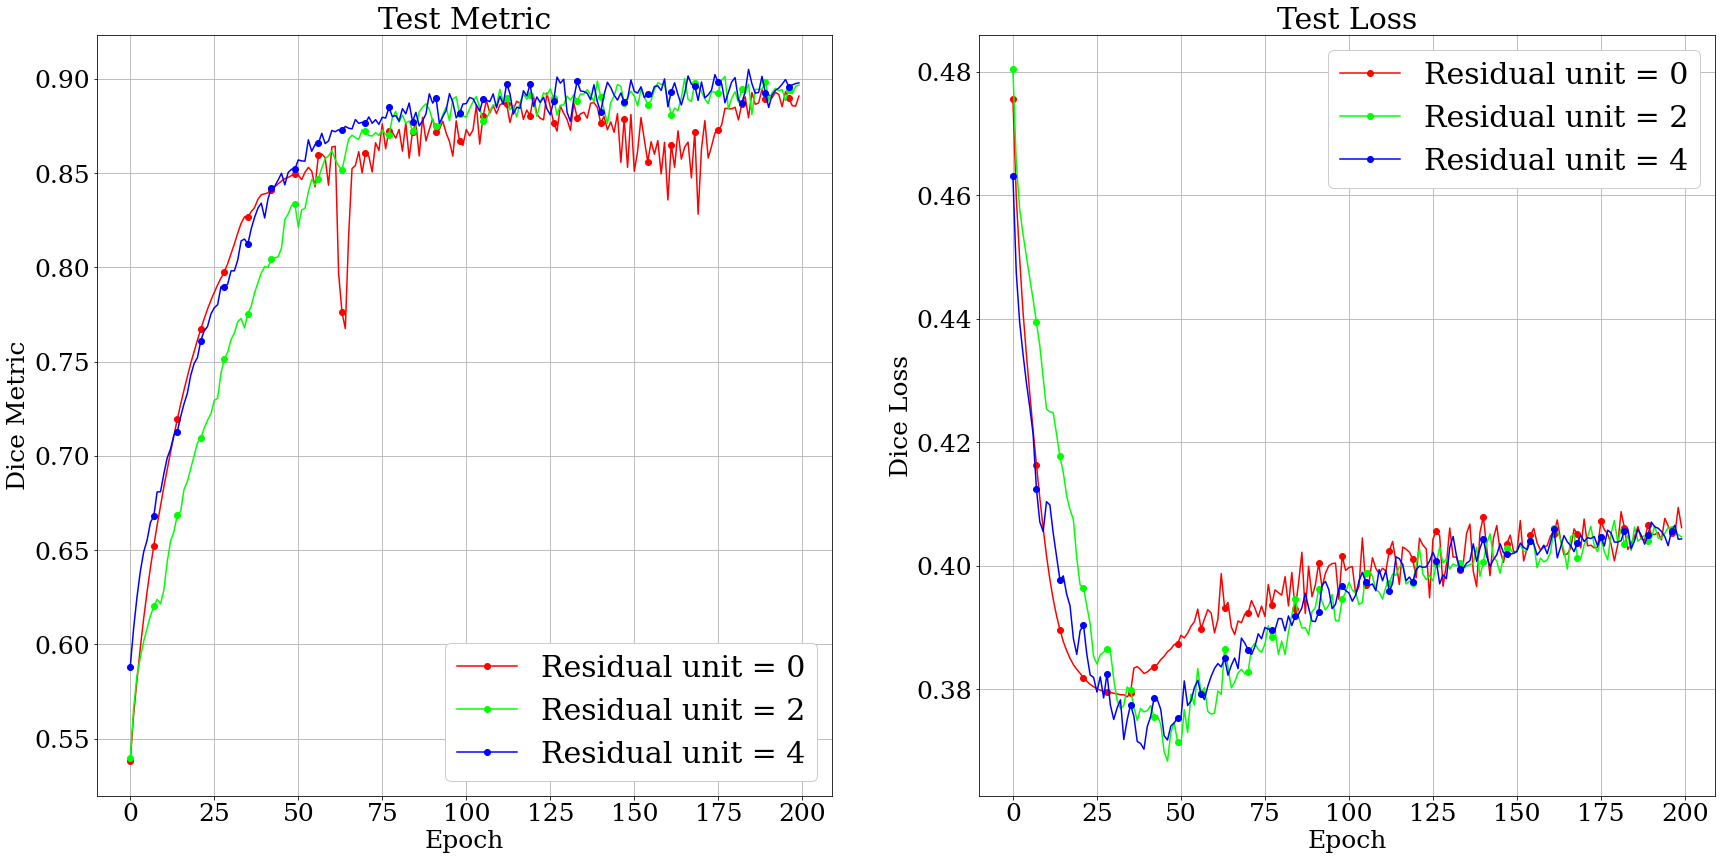 Test Metric
Dice Metric
0.90
0.85
0.80
0.75
0.70
0.65
0.60
0.55
Residual unit = 0
Residual unit = 2
Residual unit = 4
0 25 50 75 100 125 150 175 200
Epoch
Test Loss
Dice Loss
0.48
0.46
0.44
0.42
0.40
0.38
Residual unit = 0
Residual unit = 2
Residual unit = 4
0 25 50 75 100 125 150 175 200
Epoch